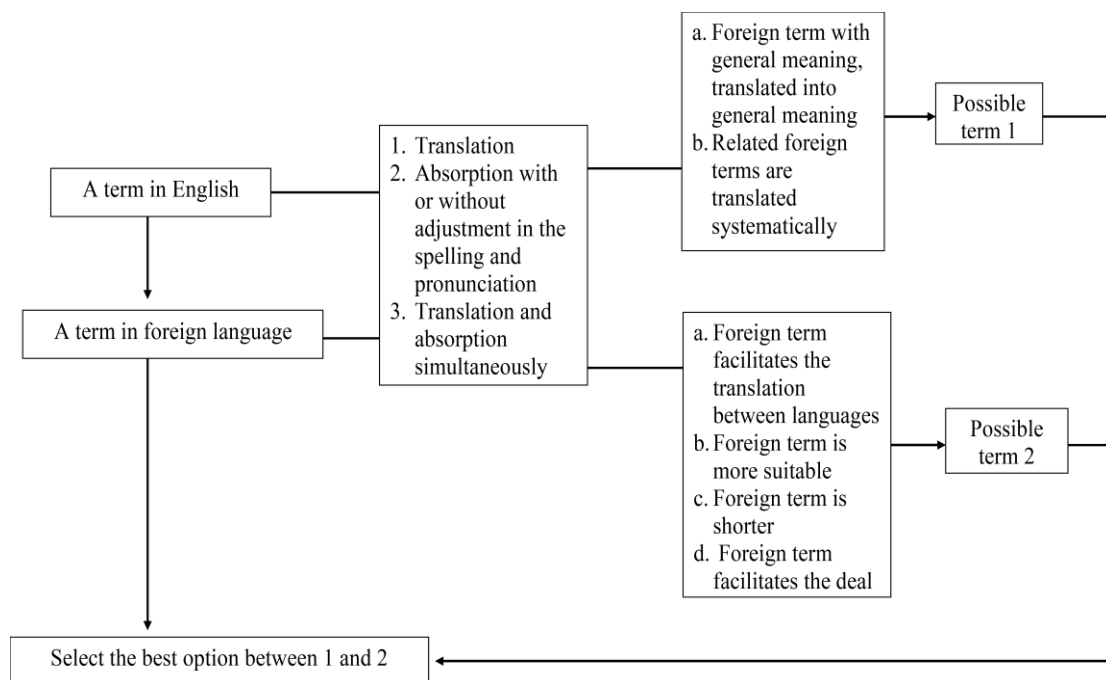 A term in English
A term in foreign language
1. Translation
2. Absorption with
or without
adjustment in the
spelling and
pronunciation
3. Translation and
absorption
simultaneously
a. Foreign term with
general meaning,
translated into
general meaning
b. Related foreign
terms are
translated
systematically
Possible
term 1
a. Foreign term
facilitates the
translation
between languages
b. Foreign term is
more suitable
c. Foreign term is
shorter
d. Foreign term
facilitates the deal
Possible
term 2
Select the best option between 1 and 2